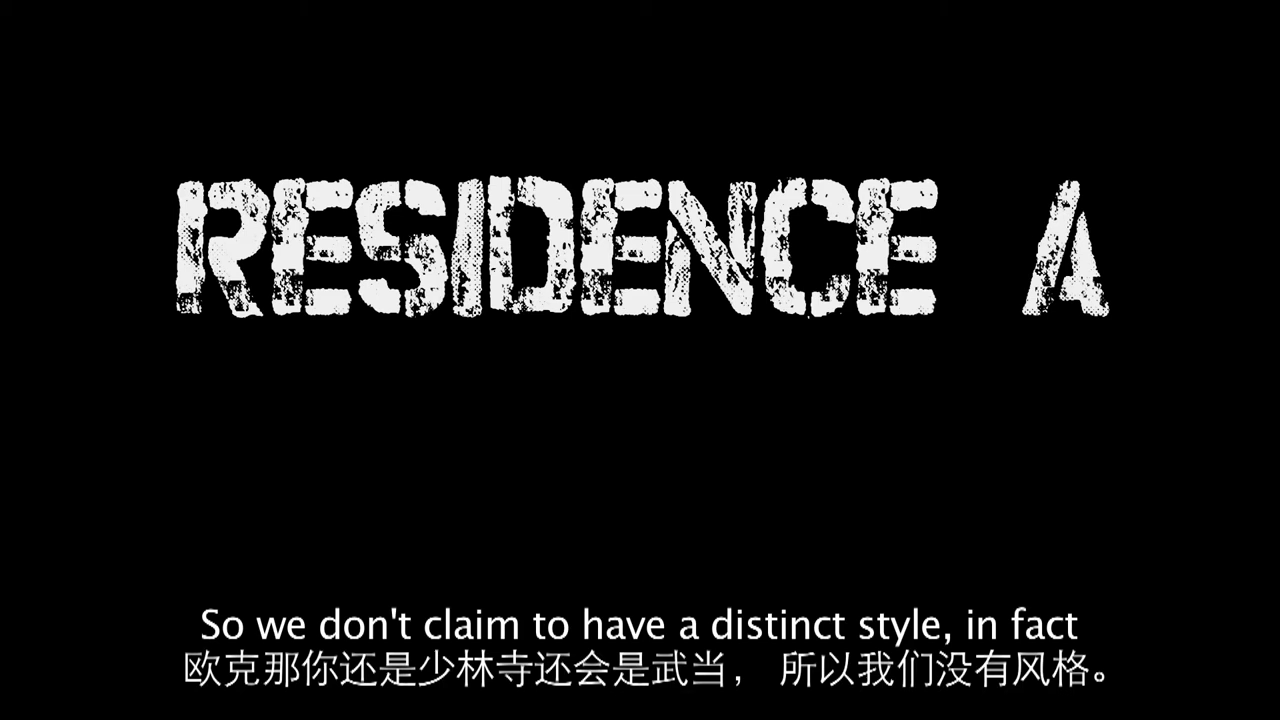 RESIDENCE A
So we don't claim to have a distinct style, in fact
欧克那你还是少林寺还会是武当， 所以我们没有风格。